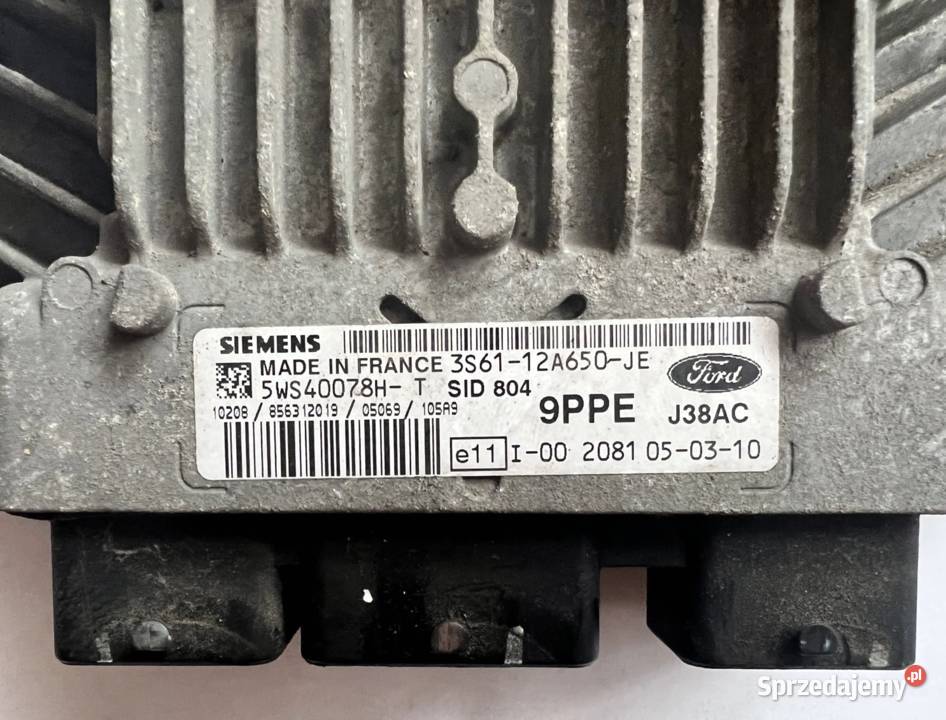 SIEMENS
MADE IN FRANCE 3S61-12A650-JE
Ford
5WS40078H- T SID 804
10208 / 856312019 / 05069 / 105A9
9PPE J38AC
e11 I-00 2081 05-03-10
Sprzedajemy.pl